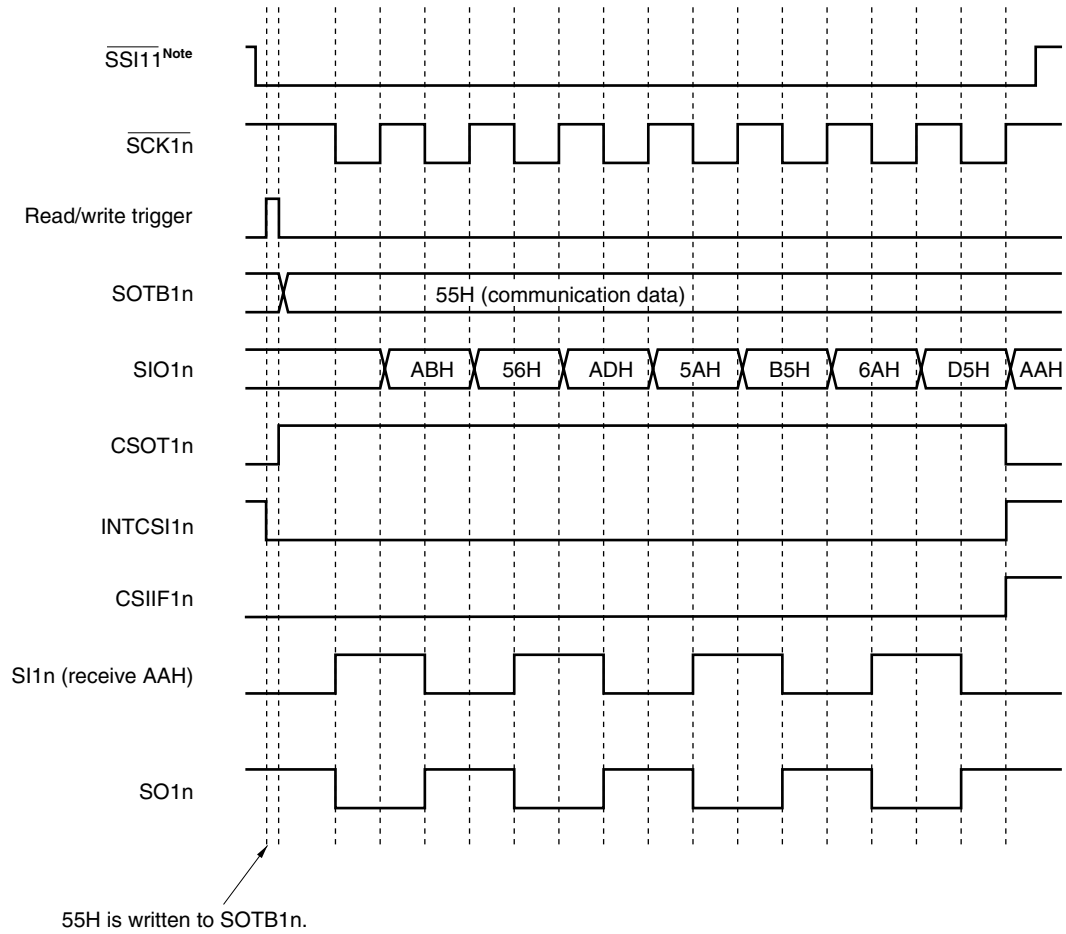 SSI11Note
SCK1n
Read/write trigger
SOTB1n
55H (communication data)
SIO1n
ABH 56H ADH 5AH B5H 6AH D5H AAH
CSOT1n
INTCSI1n
CSIIF1n
SI1n (receive AAH)
SO1n
55H is written to SOTB1n.